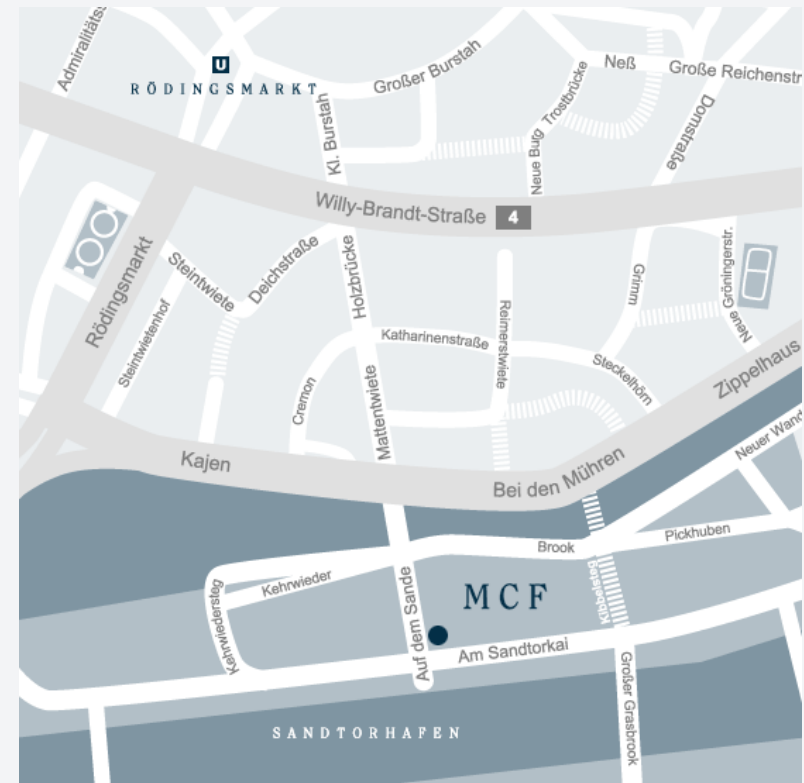 Admiralitätss
U
RÖDINGSMARKT
Großer Burstah
Neß
Große Reichenstr
Kl. Burstah
Trostbrücke
Neue Burg
Domstraße
Willy-Brandt-Straße
4
Rödingsmarkt
Steintwiete
Deichstraße
Steintwietenhof
Holzbrücke
Grimm
Neue Gröningerstr.
Katharinenstraße
Reimerstwiete
Steckelhörn
Cremon
Mattentwiete
Zippelhaus
Kajen
Bei den Mühren
Neuer Wand
Brook
Pickhuben
Kehrwieder
Kehrwiedersteg
Auf dem Sande
MCF
Kibbelsteg
Am Sandtorkai
Großer Grasbrook
SANDTORHAFEN